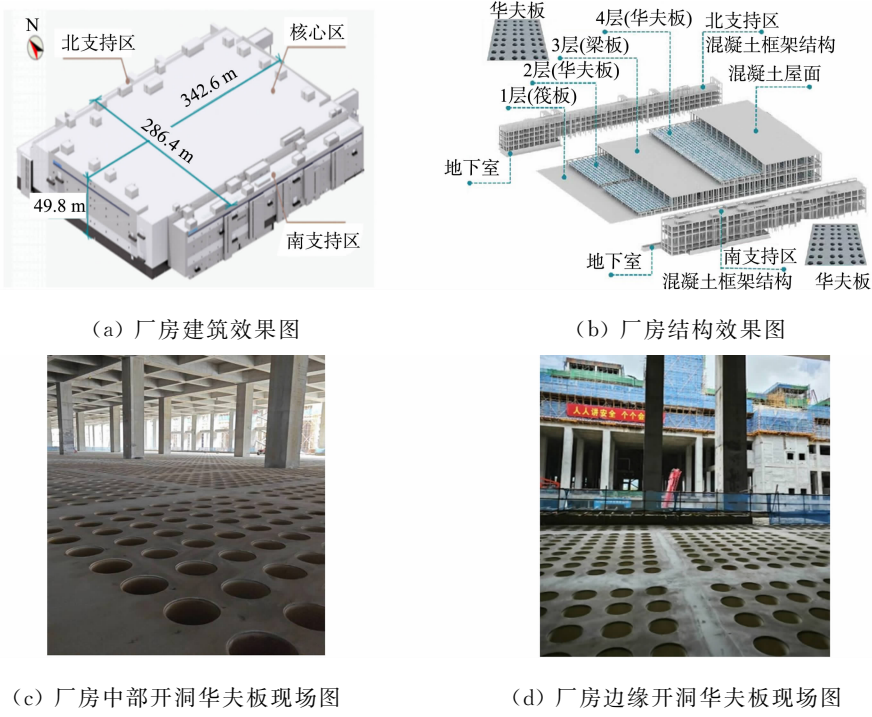 N
北支持区
核心区
342.6 m
286.4 m
49.8 m
南支持区
(a) 厂房建筑效果图
华夫板
4层(华夫板)
北支持区
3层(梁板)
混凝土框架结构
2层(华夫板)
混凝土屋面
1层(筏板)
地下室
地下室
南支持区
混凝土框架结构
华夫板
(b) 厂房结构效果图
人人讲安全 个个会
(c) 厂房中部开洞华夫板现场图
(d) 厂房边缘开洞华夫板现场图